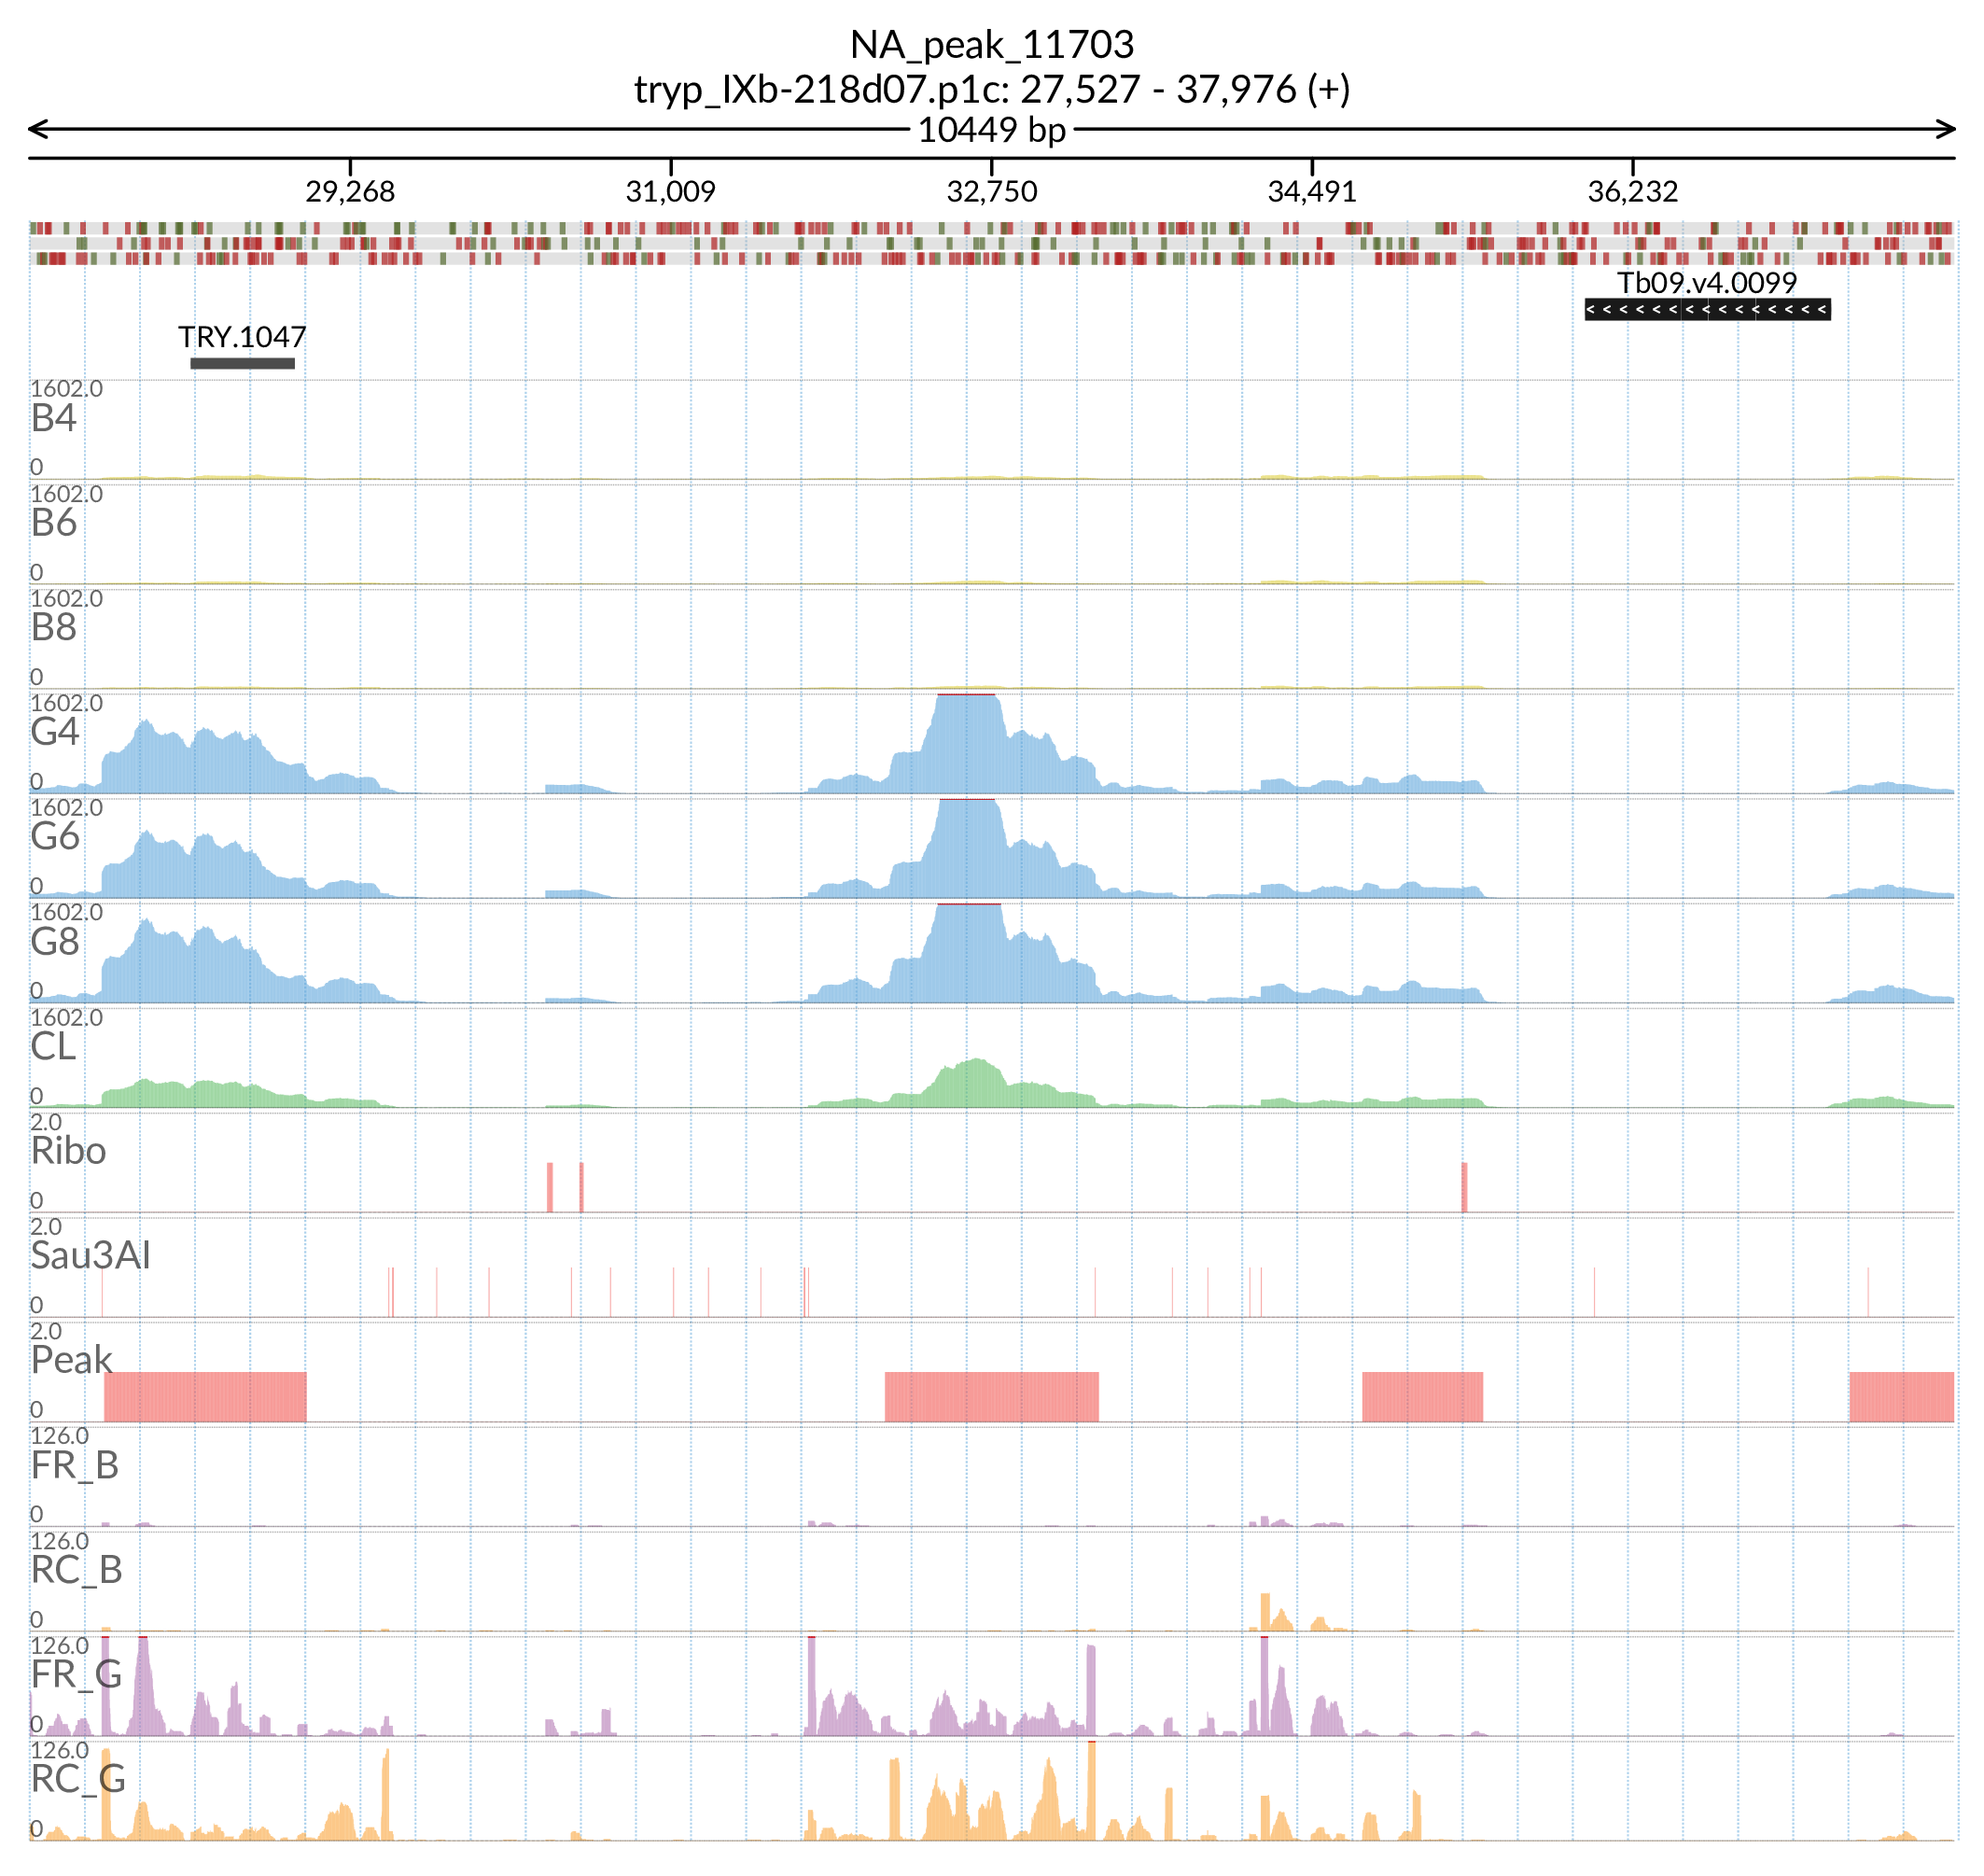 NA_peak_11703
tryp_IXb-218d07.p1c: 27,527 - 37,976 (+)
10449 bp
29,268 31,009 32,750 34,491 36,232
Tb09.v4.0099
TRY.1047
1602.0
B4
0
1602.0
B6
0
1602.0
B8
0
1602.0
G4
0
1602.0
G6
0
1602.0
G8
0
1602.0
CL
0
2.0
Ribo
0
2.0
Sau3AI
0
2.0
Peak
0
126.0
FR_B
0
126.0
RC_B
0
126.0
FR_G
0
126.0
RC_G
0